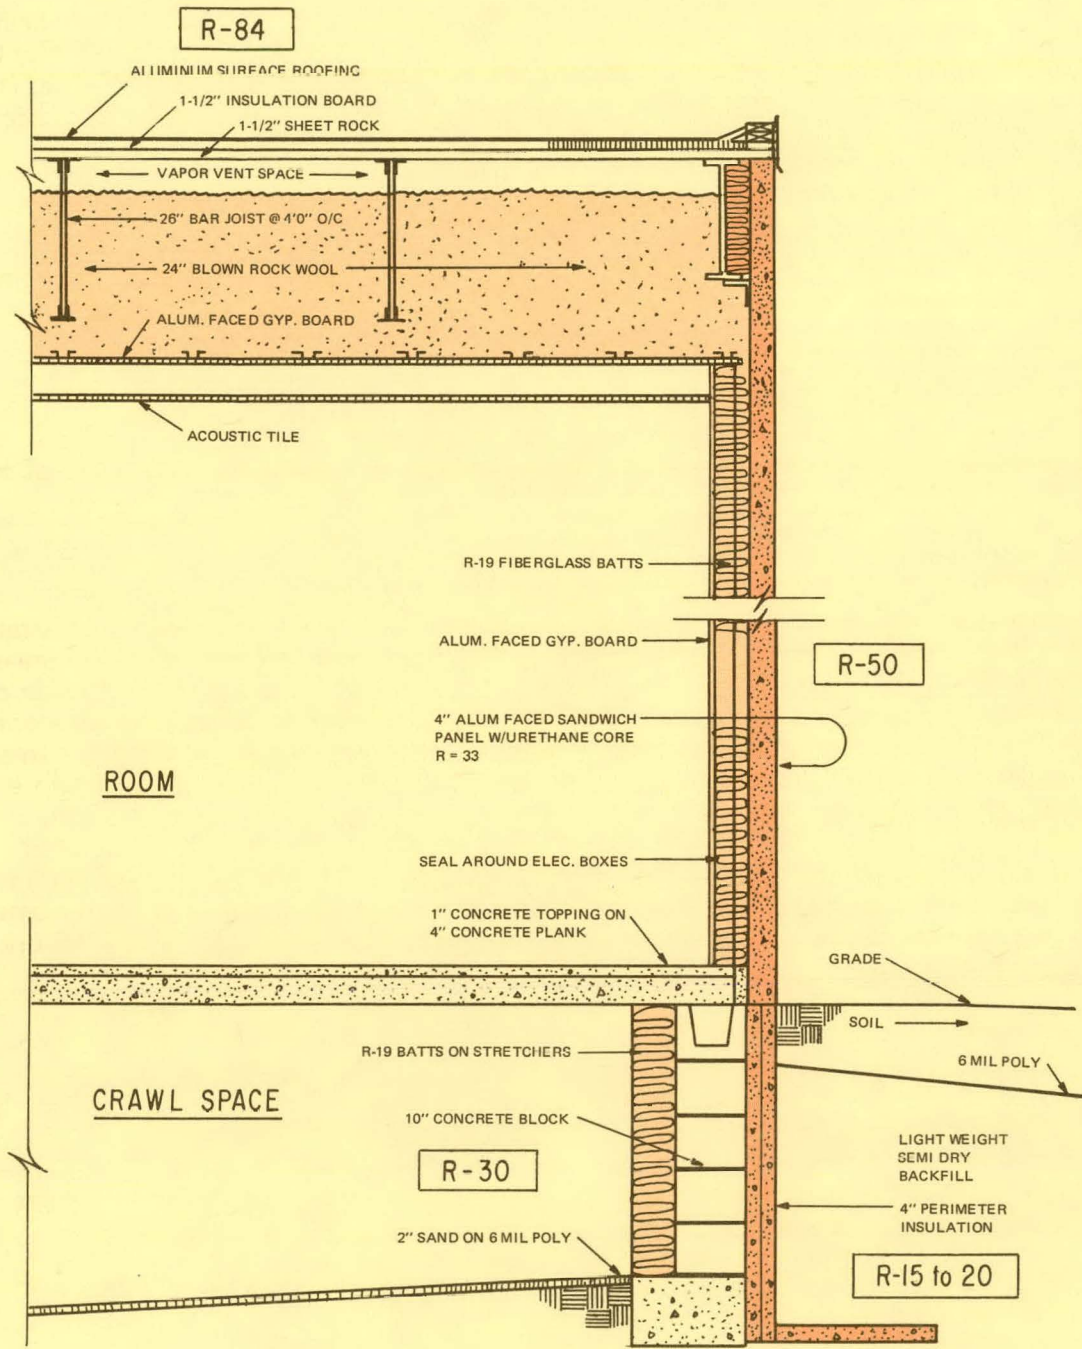 R-84
ALUMINUM SURFACE ROOFING
1-1/2" INSULATION BOARD
1-1/2" SHEET ROCK
VAPOR VENT SPACE
26" BAR JOIST @ 4'0" O/C
24" BLOWN ROCK WOOL
ALUM. FACED GYP. BOARD
ACOUSTIC TILE
R-19 FIBERGLASS BATTS
ALUM. FACED GYP. BOARD
R-50
4" ALUM FACED SANDWICH
PANEL W/URETHANE CORE
R = 33
ROOM
SEAL AROUND ELEC. BOXES
1" CONCRETE TOPPING ON
4" CONCRETE PLANK
GRADE
SOIL
R-19 BATTS ON STRETCHERS
6 MIL POLY
CRAWL SPACE
10" CONCRETE BLOCK
LIGHT WEIGHT
SEMI DRY
BACKFILL
R-30
4" PERIMETER
INSULATION
2" SAND ON 6 MIL POLY
R-15 to 20